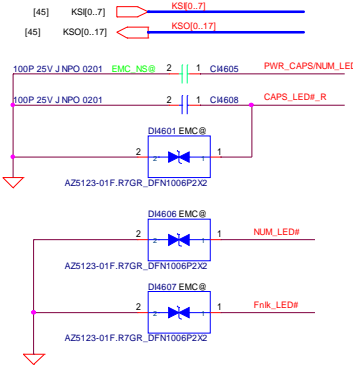 [45] KSI[0..7] KSI[0..7]
[45] KSO[0..17] KSO[0..17]
100P 25V J NPO 0201 EMC_NS@ 2 1 CI4605 PWR_CAPS/NUM_LED
100P 25V J NPO 0201 2 1 CI4608 CAPS_LED#_R
DI4601 EMC@
2 2 1 1
AZ5123-01F.R7GR_DFN1006P2X2
DI4606 EMC@
2 2 1 1 NUM_LED#
AZ5123-01F.R7GR_DFN1006P2X2
DI4607 EMC@
2 2 1 1 Fnlk_LED#
AZ5123-01F.R7GR_DFN1006P2X2